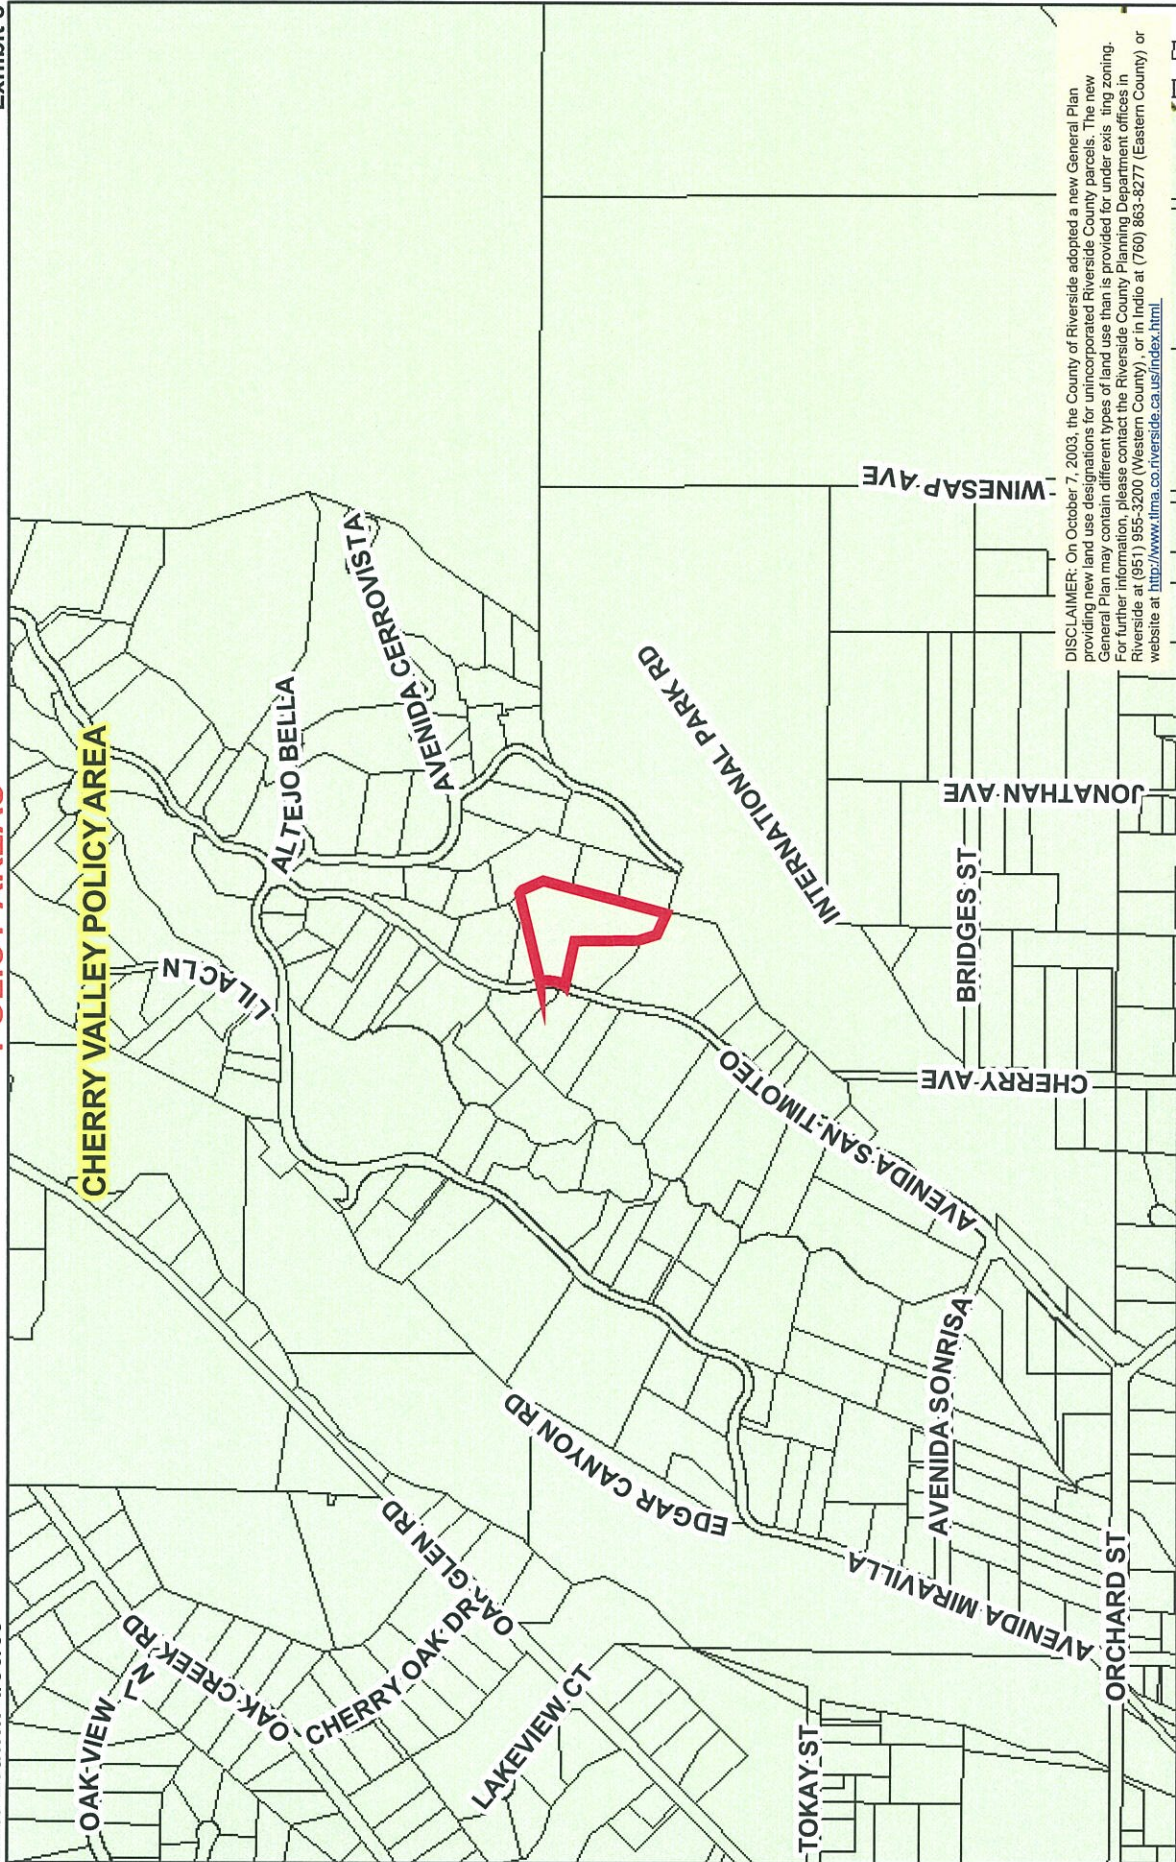 CHERRY VALLEY POLICY AREA
OAK VIEW
LN
OAK CREEK RD
CHERRY OAK DR
OAK GLEN RD
LAKEVIEW CT
TOKAY ST
EDGAR CANYON RD
LILAC LN
ALTEJO BELLA
AVENIDA CERROVISTA
INTERNATIONAL PARK RD
AVENIDA SAN TIMOTEO
AVENIDA SONRISA
AVENIDA MIRAVILLA
ORCHARD ST
CHERRY AVE
BRIDGES ST
JONATHAN AVE
WINESAP AVE
DISCLAIMER: On October 7, 2003, the County of Riverside adopted a new General Plan
providing new land use designations for unincorporated Riverside County parcels. The new
General Plan may contain different types of land use than is provided for under exis ting zoning.
For further information, please contact the Riverside County Planning Department offices in
Riverside at (951) 955-3200 (Western County), or in Indio at (760) 863-8277 (Eastern County) or
website at http://www.tlma.co.riverside.ca.us/index.html